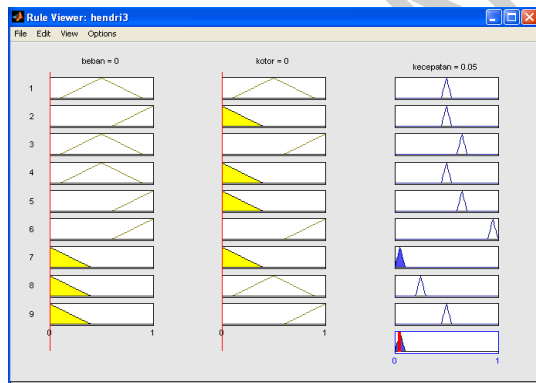 Rule Viewer: hendri3
File Edit View Options
beban = 0 kotor = 0 kecepatan = 0.05
1
2
3
4
5
6
7
8
9
0 1 0 1
0 1